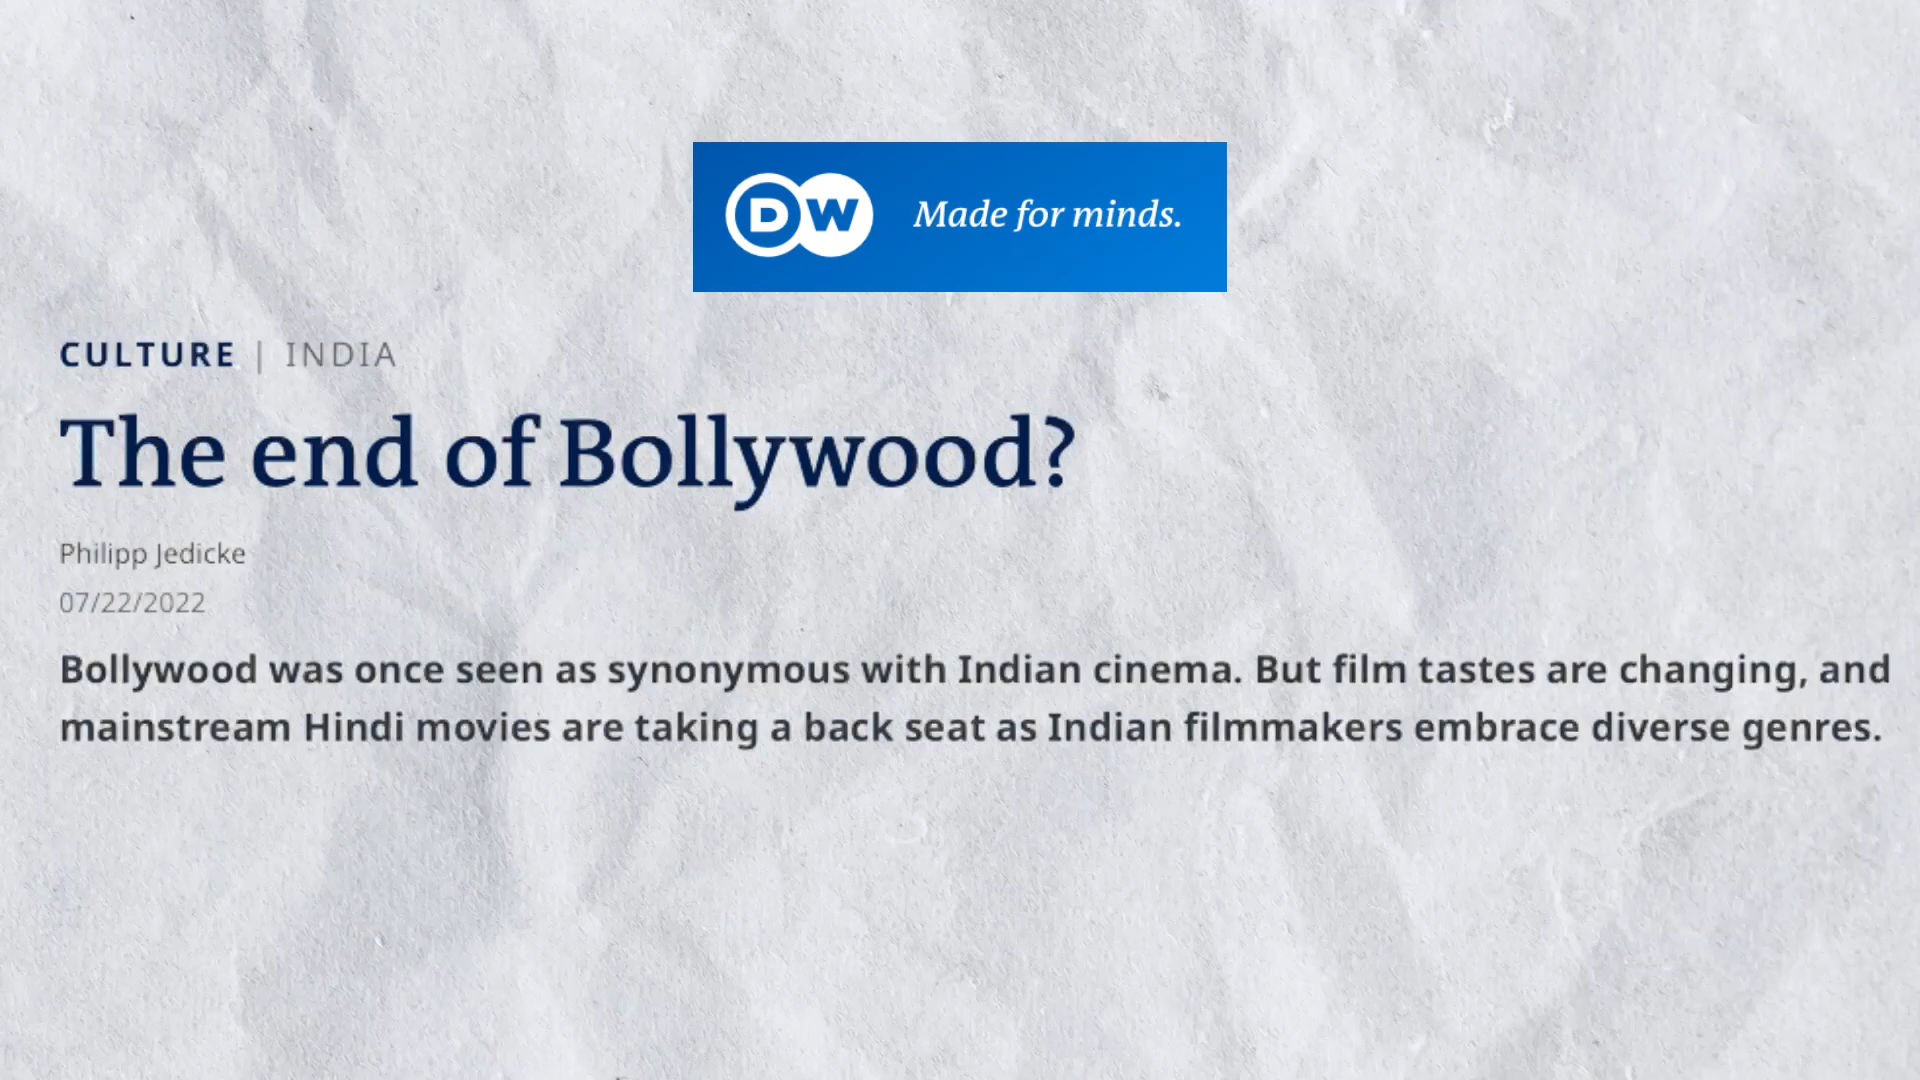 DW Made for minds.
CULTURE | INDIA
The end of Bollywood?
Philipp Jedicke
07/22/2022
Bollywood was once seen as synonymous with Indian cinema. But film tastes are changing, and
mainstream Hindi movies are taking a back seat as Indian filmmakers embrace diverse genres.